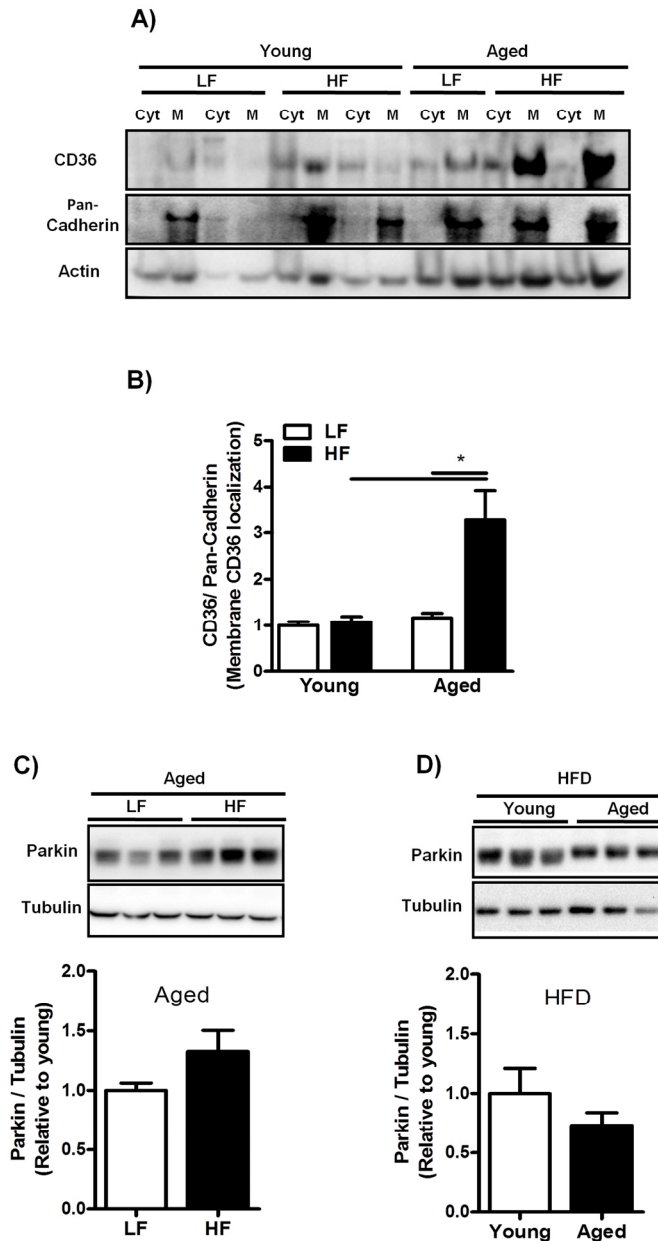 A)
Young Aged
LF HF LF HF
Cyt M Cyt M Cyt M Cyt M Cyt M Cyt M Cyt M
CD36
Pan-
Cadherin
Actin
B)
LF
HF
CD36/ Pan-Cadherin
(Membrane CD36 localization)
5
4
3
2
1
0
*
Young Aged
C)
Aged
LF HF
Parkin
Tubulin
Parkin / Tubulin
(Relative to young)
2.0
1.5
1.0
0.5
0.0
Aged
LF HF
D)
HFD
Young Aged
Parkin
Tubulin
Parkin / Tubulin
(Relative to young)
2.0
1.5
1.0
0.5
0.0
HFD
Young Aged